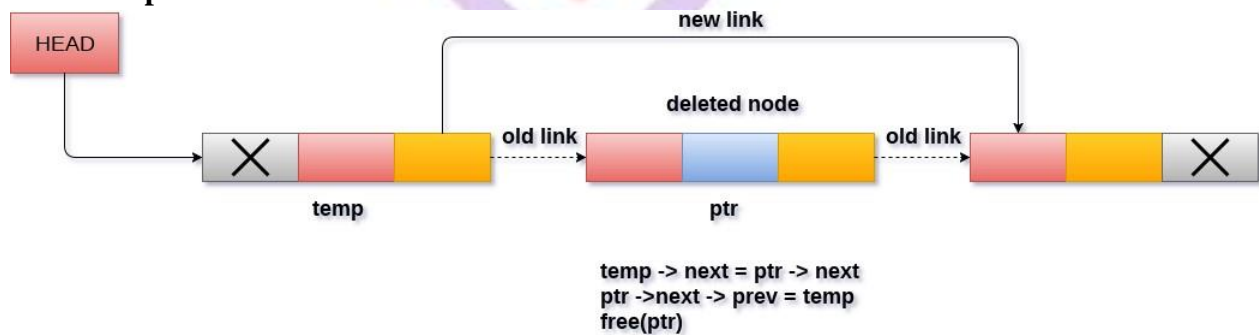 new link
HEAD
deleted node
old link
old link
temp
ptr
temp -> next = ptr -> next
ptr ->next -> prev = temp
free(ptr)